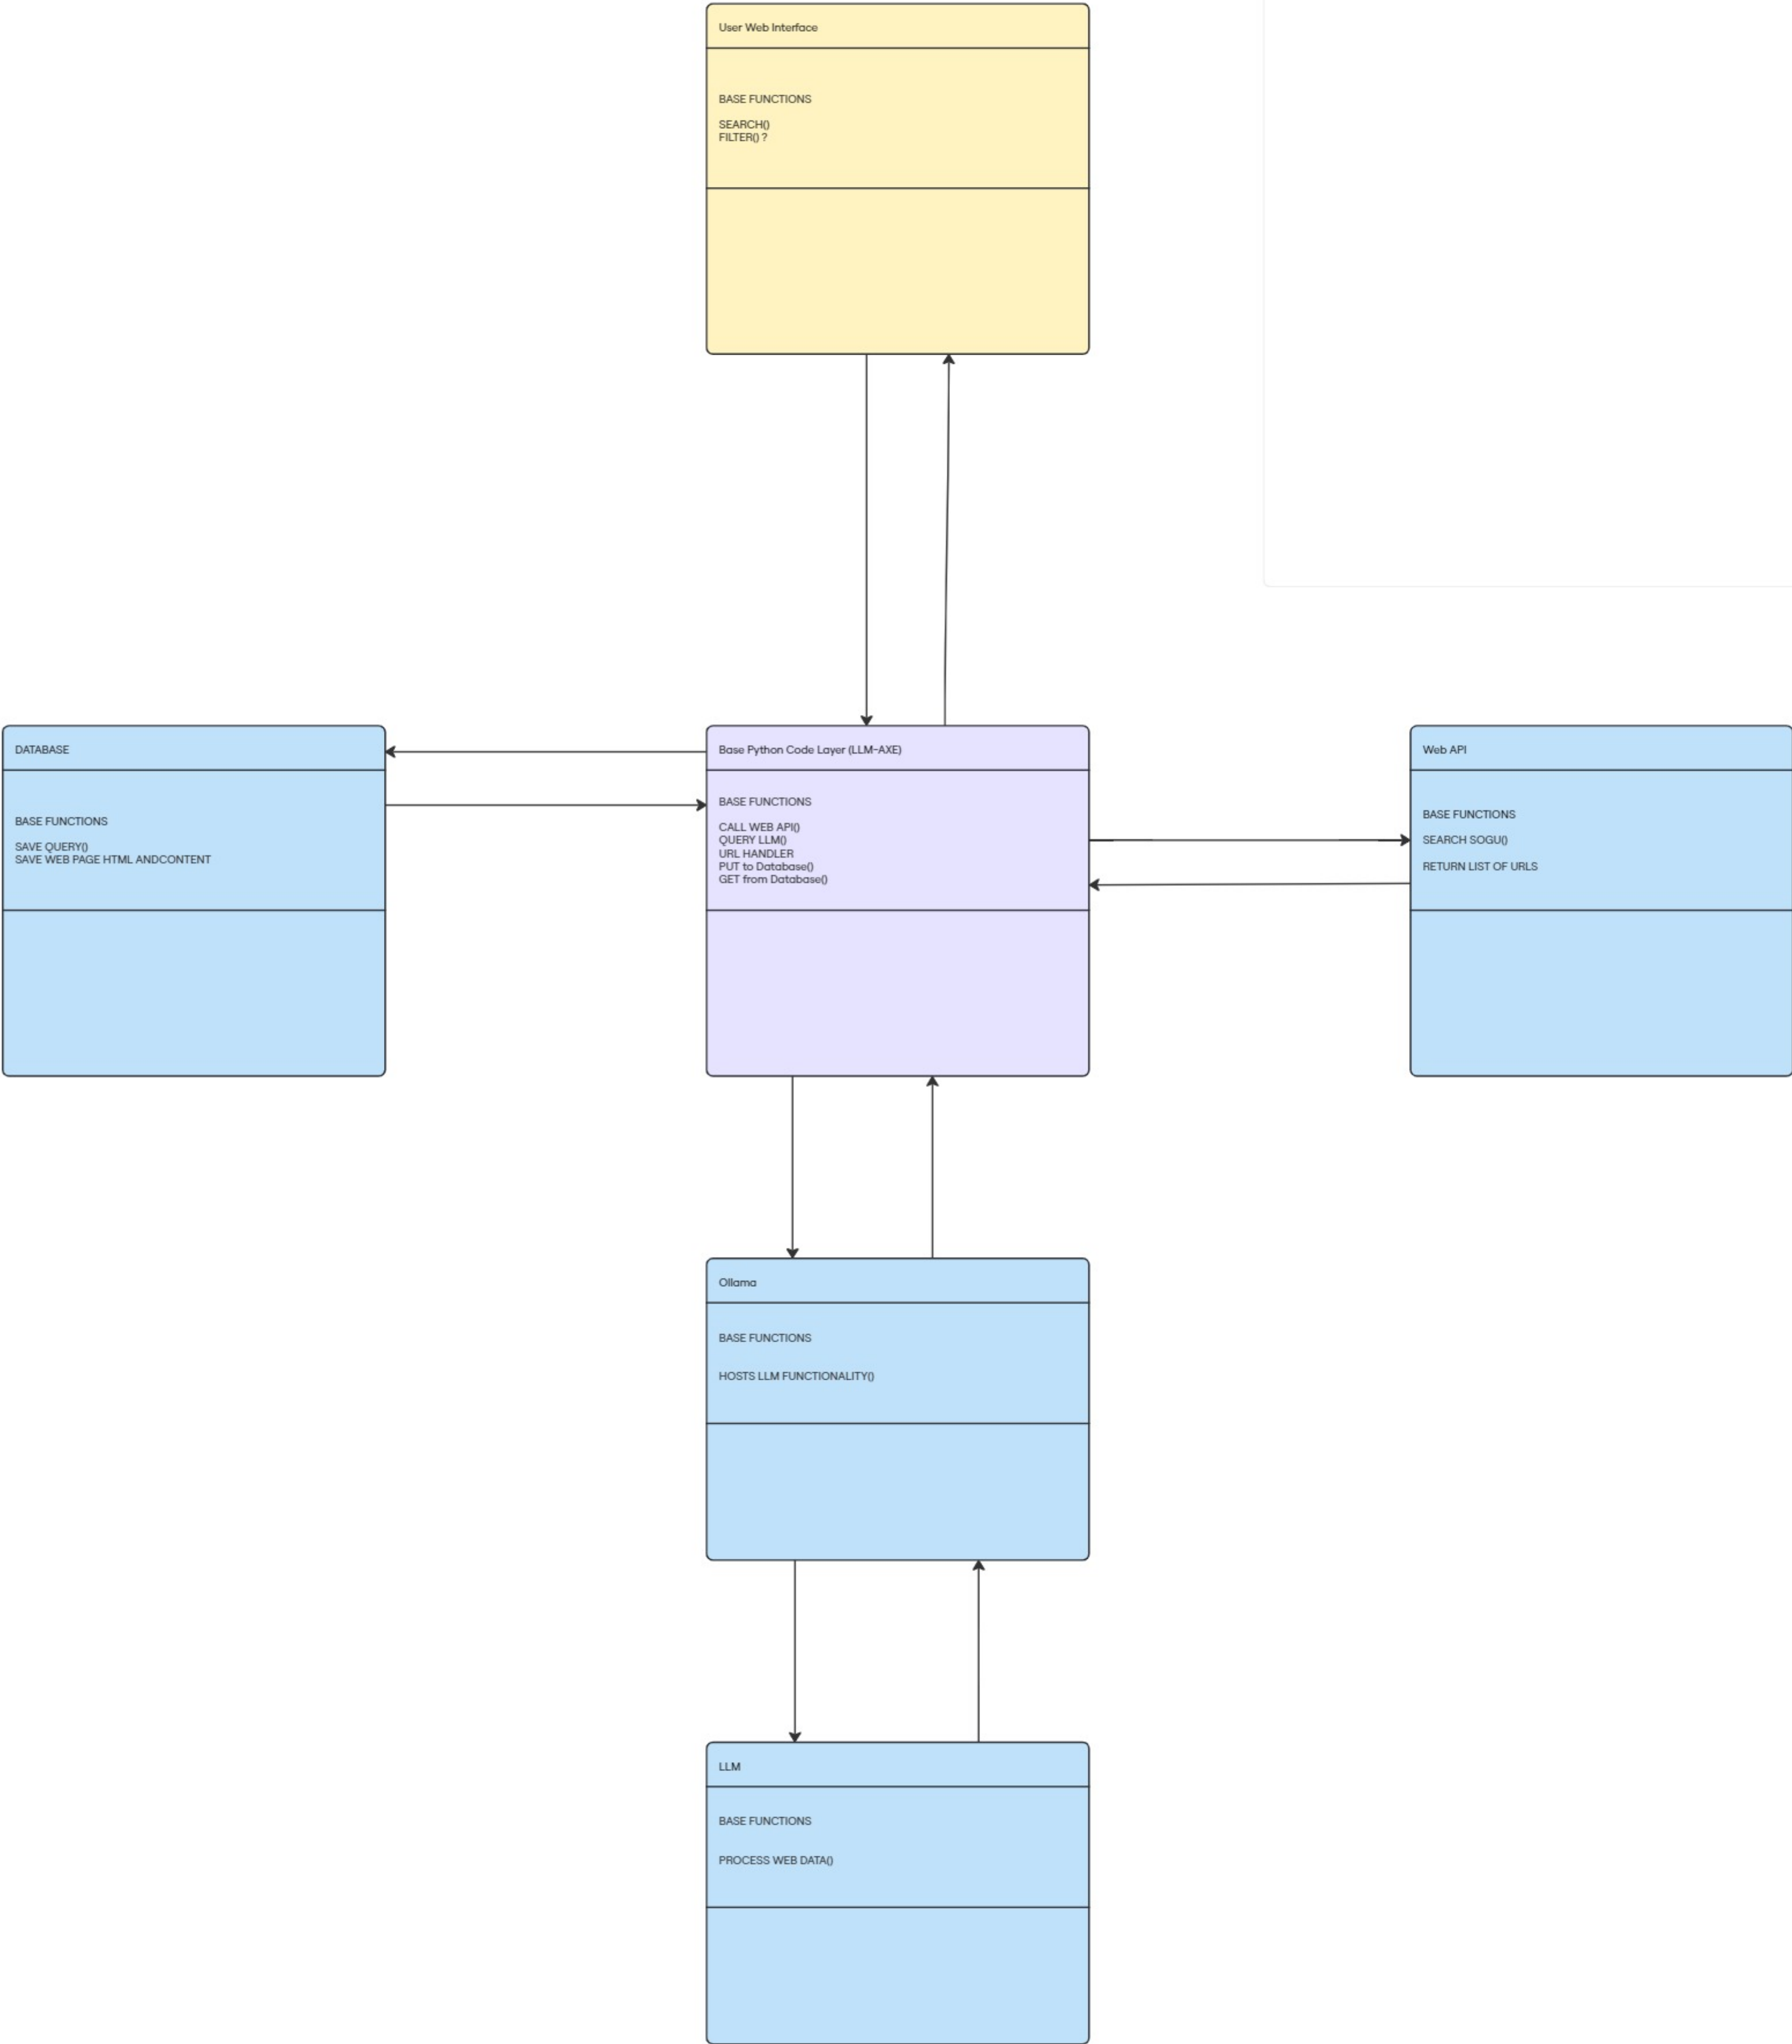 User Web Interface
BASE FUNCTIONS
SEARCH()
FILTER() ?
DATABASE
BASE FUNCTIONS
SAVE QUERY()
SAVE WEB PAGE HTML ANDCONTENT
Base Python Code Layer (LLM-AXE)
BASE FUNCTIONS
CALL WEB API()
QUERY LLM()
URL HANDLER
PUT to Database()
GET from Database()
Web API
BASE FUNCTIONS
SEARCH SOGU()
RETURN LIST OF URLS
Ollama
BASE FUNCTIONS
HOSTS LLM FUNCTIONALITY()
LLM
BASE FUNCTIONS
PROCESS WEB DATA()